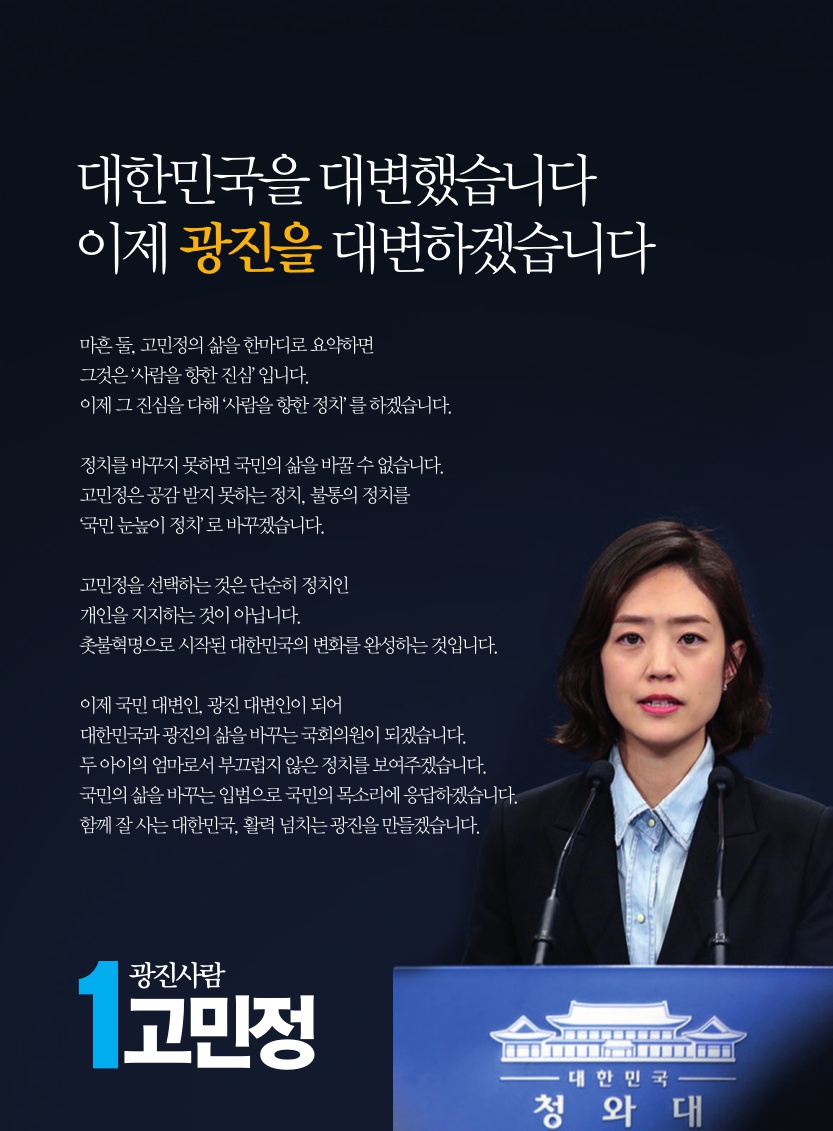 대한민국을 대변했습니다
이제 광진을 대변하겠습니다
마흔 둘, 고민정의 삶을 한마디로 요약하면
그것은 ‘사람을 향한 진심’ 입니다.
이제 그 진심을 다해 ‘사람을 향한 정치’ 를 하겠습니다.
정치를 바꾸지 못하면 국민의 삶을 바꿀 수 없습니다.
고민정은 공감 받지 못하는 정치, 불통의 정치를
‘국민 눈높이 정치’ 로 바꾸겠습니다.
고민정을 선택하는 것은 단순히 정치인
개인을 지지하는 것이 아닙니다.
촛불혁명으로 시작된 대한민국의 변화를 완성하는 것입니다.
이제 국민 대변인, 광진 대변인이 되어
대한민국과 광진의 삶을 바꾸는 국회의원이 되겠습니다.
두 아이의 엄마로서 부끄럽지 않은 정치를 보여주겠습니다.
국민의 삶을 바꾸는 입법으로 국민의 목소리에 응답하겠습니다.
함께 잘 사는 대한민국, 활력 넘치는 광진을 만들겠습니다.
광진사람
1 고민정
대한민국
청와대